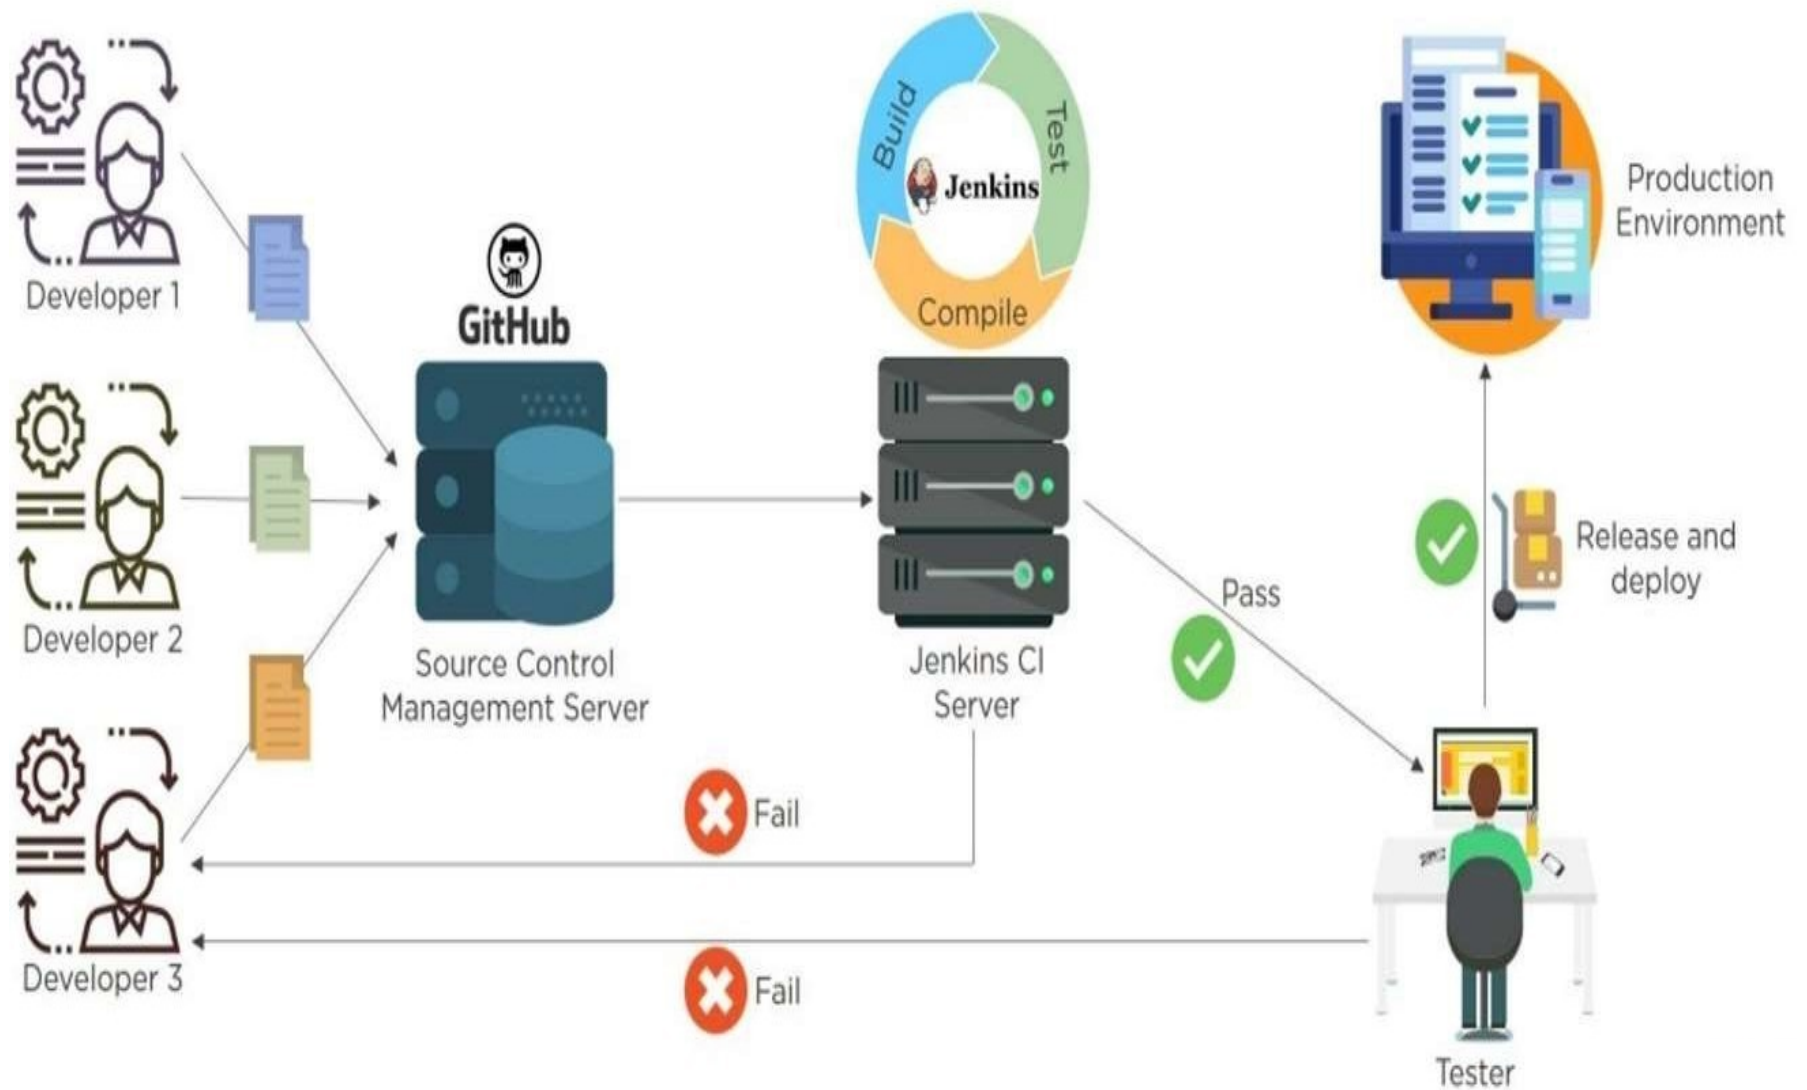 Developer 1
Developer 2
Developer 3
GitHub
Source Control
Management Server
Build
Test
Compile
Jenkins
Jenkins CI
Server
Pass
Fail
Fail
Production
Environment
Release and
deploy
Tester